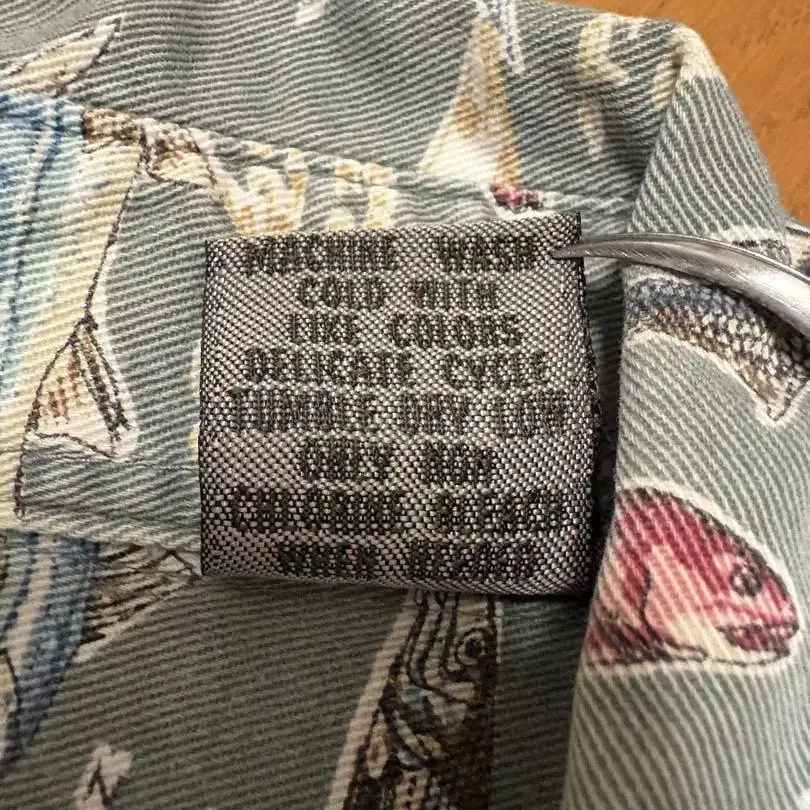 MACHINE WASH
COLD WITH
LIKE COLORS
DELICATE CYCLE
TUMBLE DRY LOW
ONLY NON
CHLORINE BLEACH
WHEN NEEDED